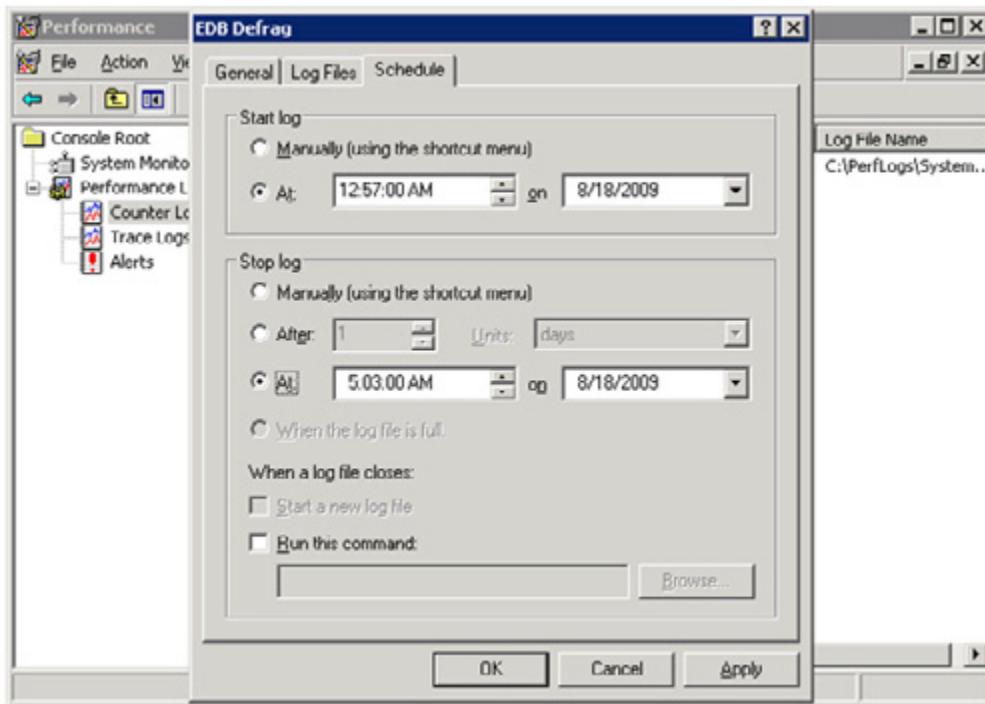 Performance
File Action
Console Root
System Monito
Performance L
Counter Lo
Trace Logs
Alerts
EDB Defrag
General Log Files Schedule
Start log
Manually (using the shortcut menu)
At: 12:57:00 AM on 8/18/2009
Stop log
Manually (using the shortcut menu)
After: 1 Units: days
At: 5:03:00 AM on 8/18/2009
When the log file is full.
When a log file closes:
Start a new log file
Run this command:
Browse...
OK Cancel Apply
Log File Name
C:\PerfLogs\System...